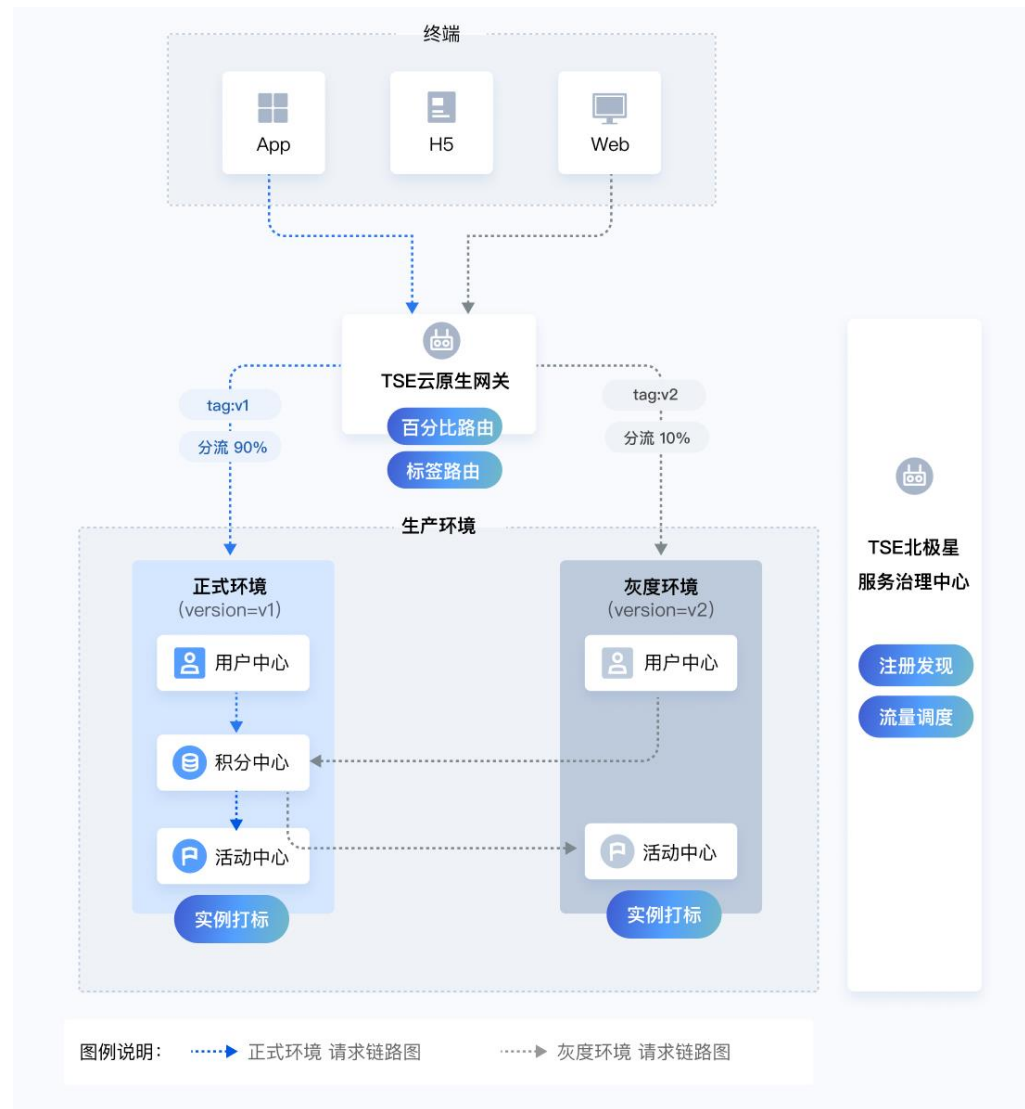 终端
App
H5
Web
TSE云原生网关
百分比路由
标签路由
tag:v1
分流 90%
tag:v2
分流 10%
生产环境
正式环境
(version=v1)
用户中心
积分中心
活动中心
实例打标
灰度环境
(version=v2)
用户中心
活动中心
实例打标
TSE北极星
服务治理中心
注册发现
流量调度
图例说明：
正式环境 请求链路图
灰度环境 请求链路图